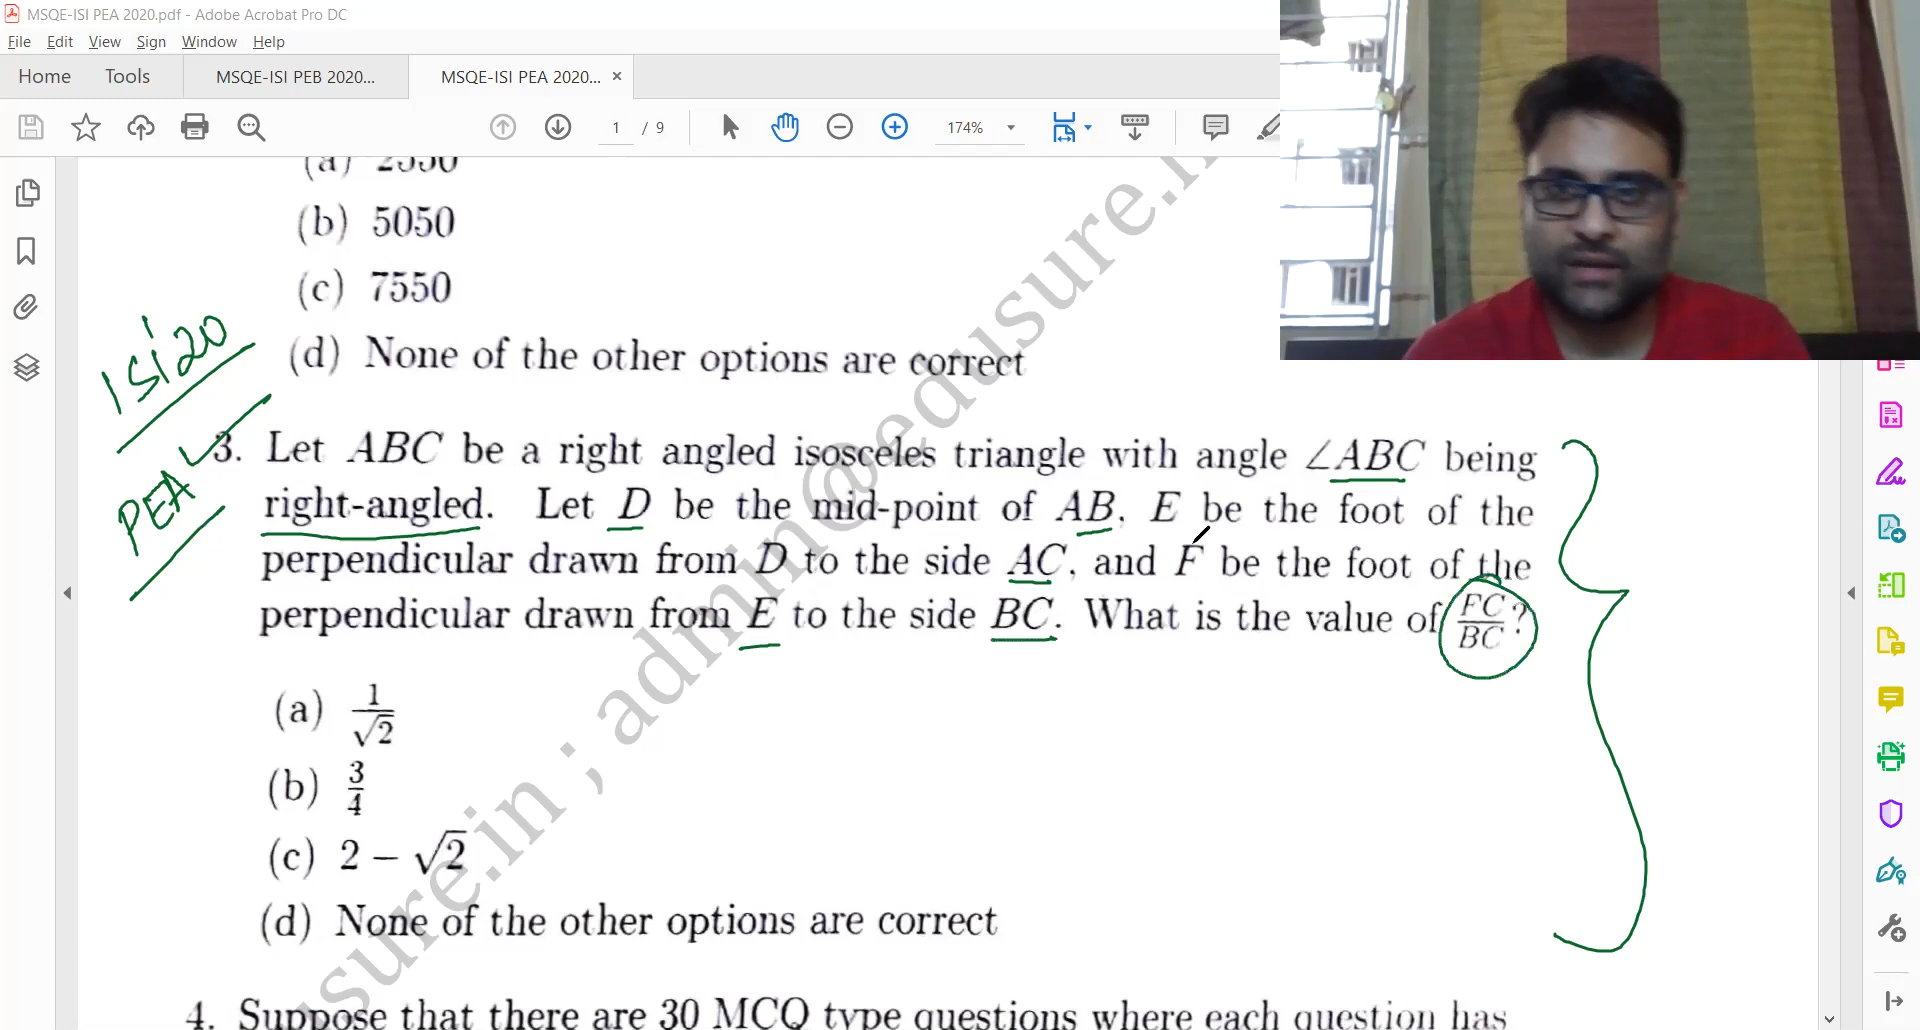 MSQE-ISI PEA 2020.pdf - Adobe Acrobat Pro DC
File Edit View Sign Window Help
Home Tools MSQE-ISI PEB 2020... MSQE-ISI PEA 2020... ×
1 / 9 174%
(a) 2550
(b) 5050
(c) 7550
(d) None of the other options are correct
ISI 20
PEA
3. Let ABC be a right angled isosceles triangle with angle ∠ABC being
right-angled. Let D be the mid-point of AB, E be the foot of the
perpendicular drawn from D to the side AC, and F be the foot of the
perpendicular drawn from E to the side BC. What is the value of FC/BC?
(a) 1/√2
(b) 3/4
(c) 2 − √2
(d) None of the other options are correct
4. Suppose that there are 30 MCQ type questions where each question has
sure.in ; admin@edusure.i